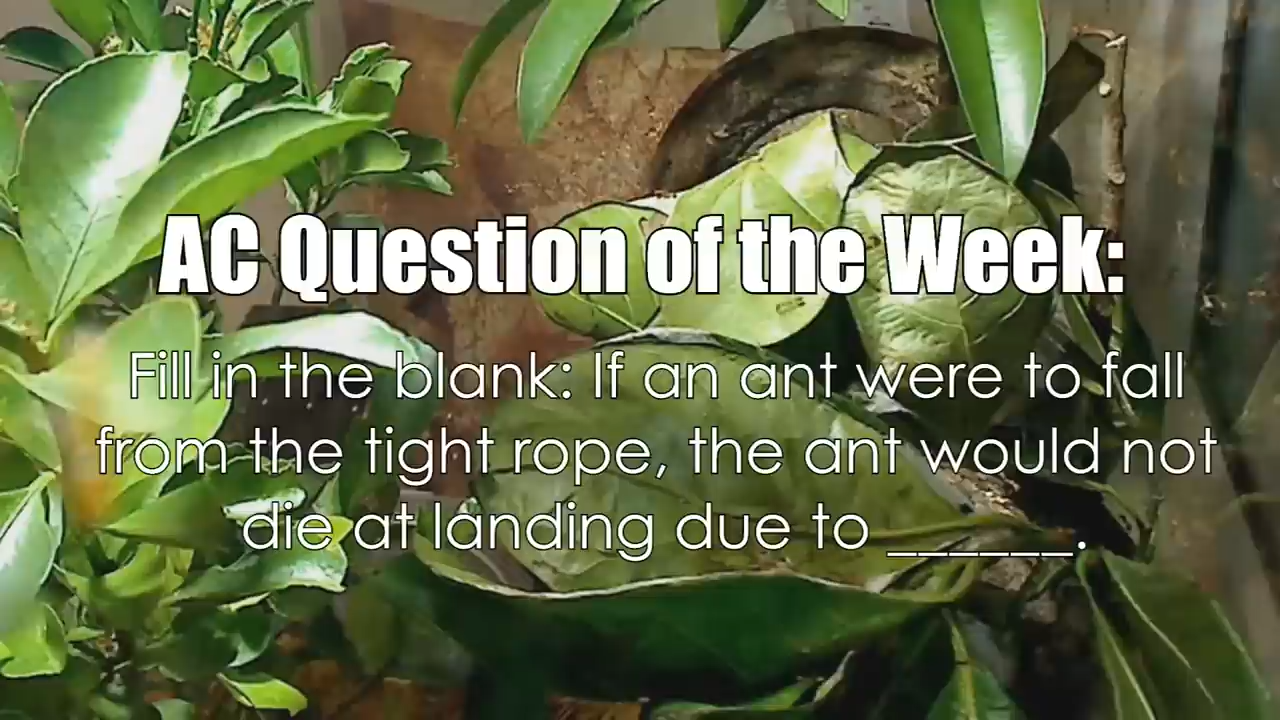 AC Question of the Week:
Fill in the blank: If an ant were to fall
from the tight rope, the ant would not
die at landing due to ______.